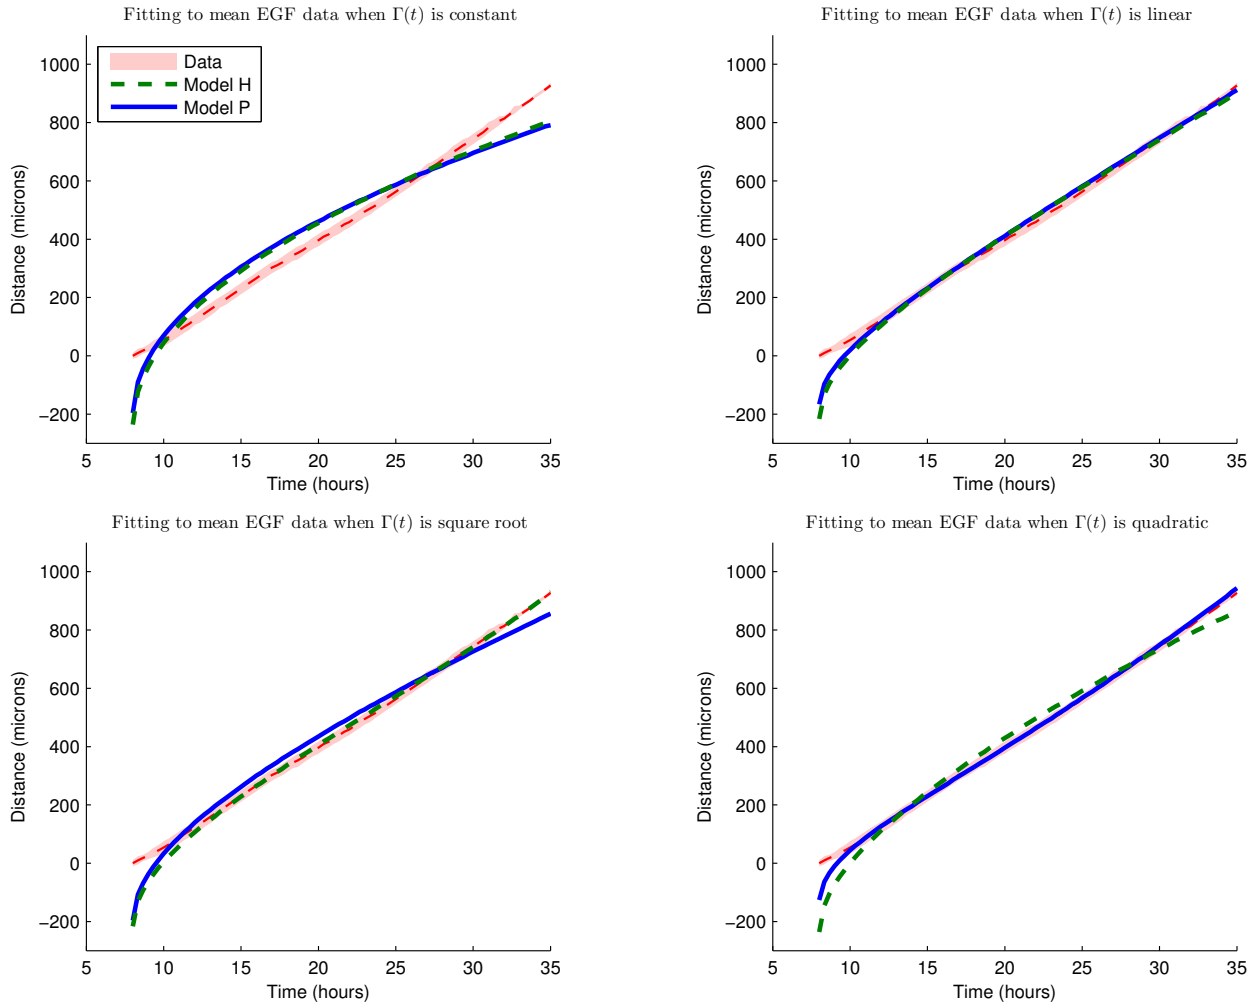 Fitting to mean EGF data when Γ(t) is constant
1000
800
600
400
200
0
−200
5 10 15 20 25 30 35
Distance (microns)
Time (hours)
Data
Model H
Model P
Fitting to mean EGF data when Γ(t) is linear
1000
800
600
400
200
0
−200
5 10 15 20 25 30 35
Distance (microns)
Time (hours)
Fitting to mean EGF data when Γ(t) is square root
1000
800
600
400
200
0
−200
5 10 15 20 25 30 35
Distance (microns)
Time (hours)
Fitting to mean EGF data when Γ(t) is quadratic
1000
800
600
400
200
0
−200
5 10 15 20 25 30 35
Distance (microns)
Time (hours)